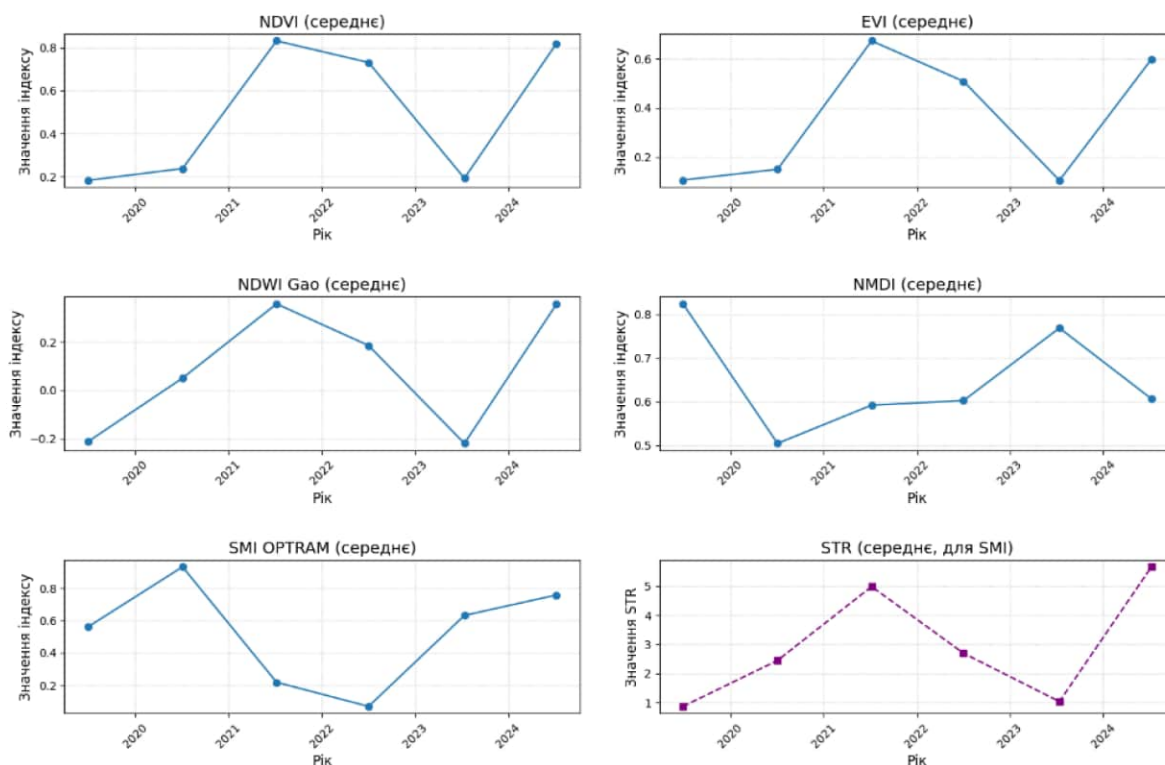 NDVI (середнє)
Значення індексу
0.8
0.6
0.4
0.2
2020
2021
2022
2023
2024
Рік
EVI (середнє)
Значення індексу
0.6
0.4
0.2
2020
2021
2022
2023
2024
Рік
NDWI Gao (середнє)
Значення індексу
0.2
0.0
−0.2
2020
2021
2022
2023
2024
Рік
NMDI (середнє)
Значення індексу
0.8
0.7
0.6
0.5
2020
2021
2022
2023
2024
Рік
SMI OPTRAM (середнє)
Значення індексу
0.8
0.6
0.4
0.2
2020
2021
2022
2023
2024
Рік
STR (середнє, для SMI)
Значення STR
5
4
3
2
1
2020
2021
2022
2023
2024
Рік